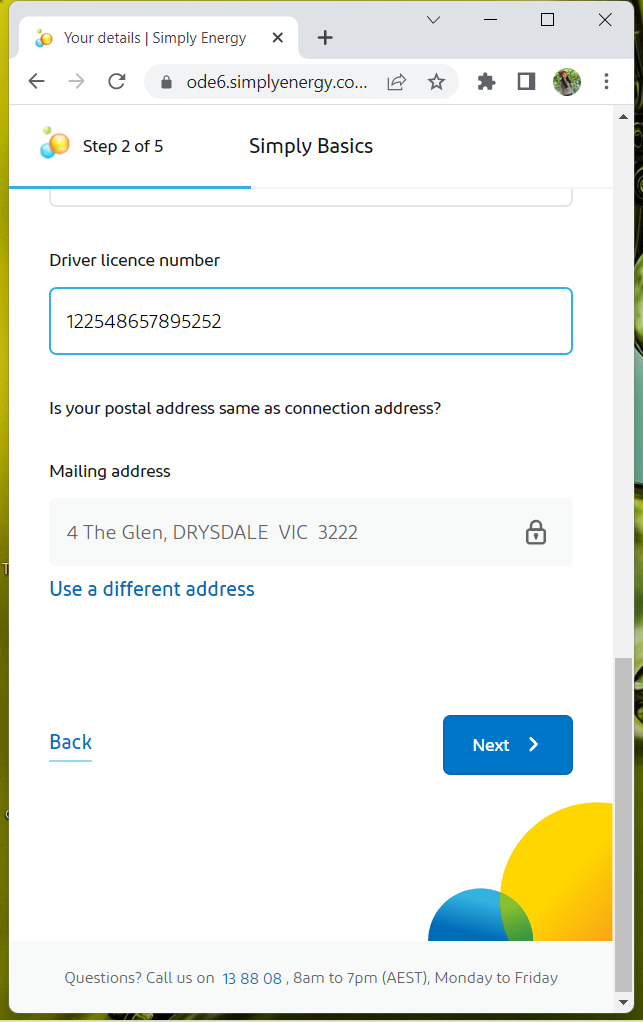 Your details | Simply Energy
ode6.simplyenergy.co...
Step 2 of 5
Simply Basics
Driver licence number
122548657895252
Is your postal address same as connection address?
Mailing address
4 The Glen, DRYSDALE VIC 3222
Use a different address
Back
Next
Questions? Call us on 13 88 08 , 8am to 7pm (AEST), Monday to Friday